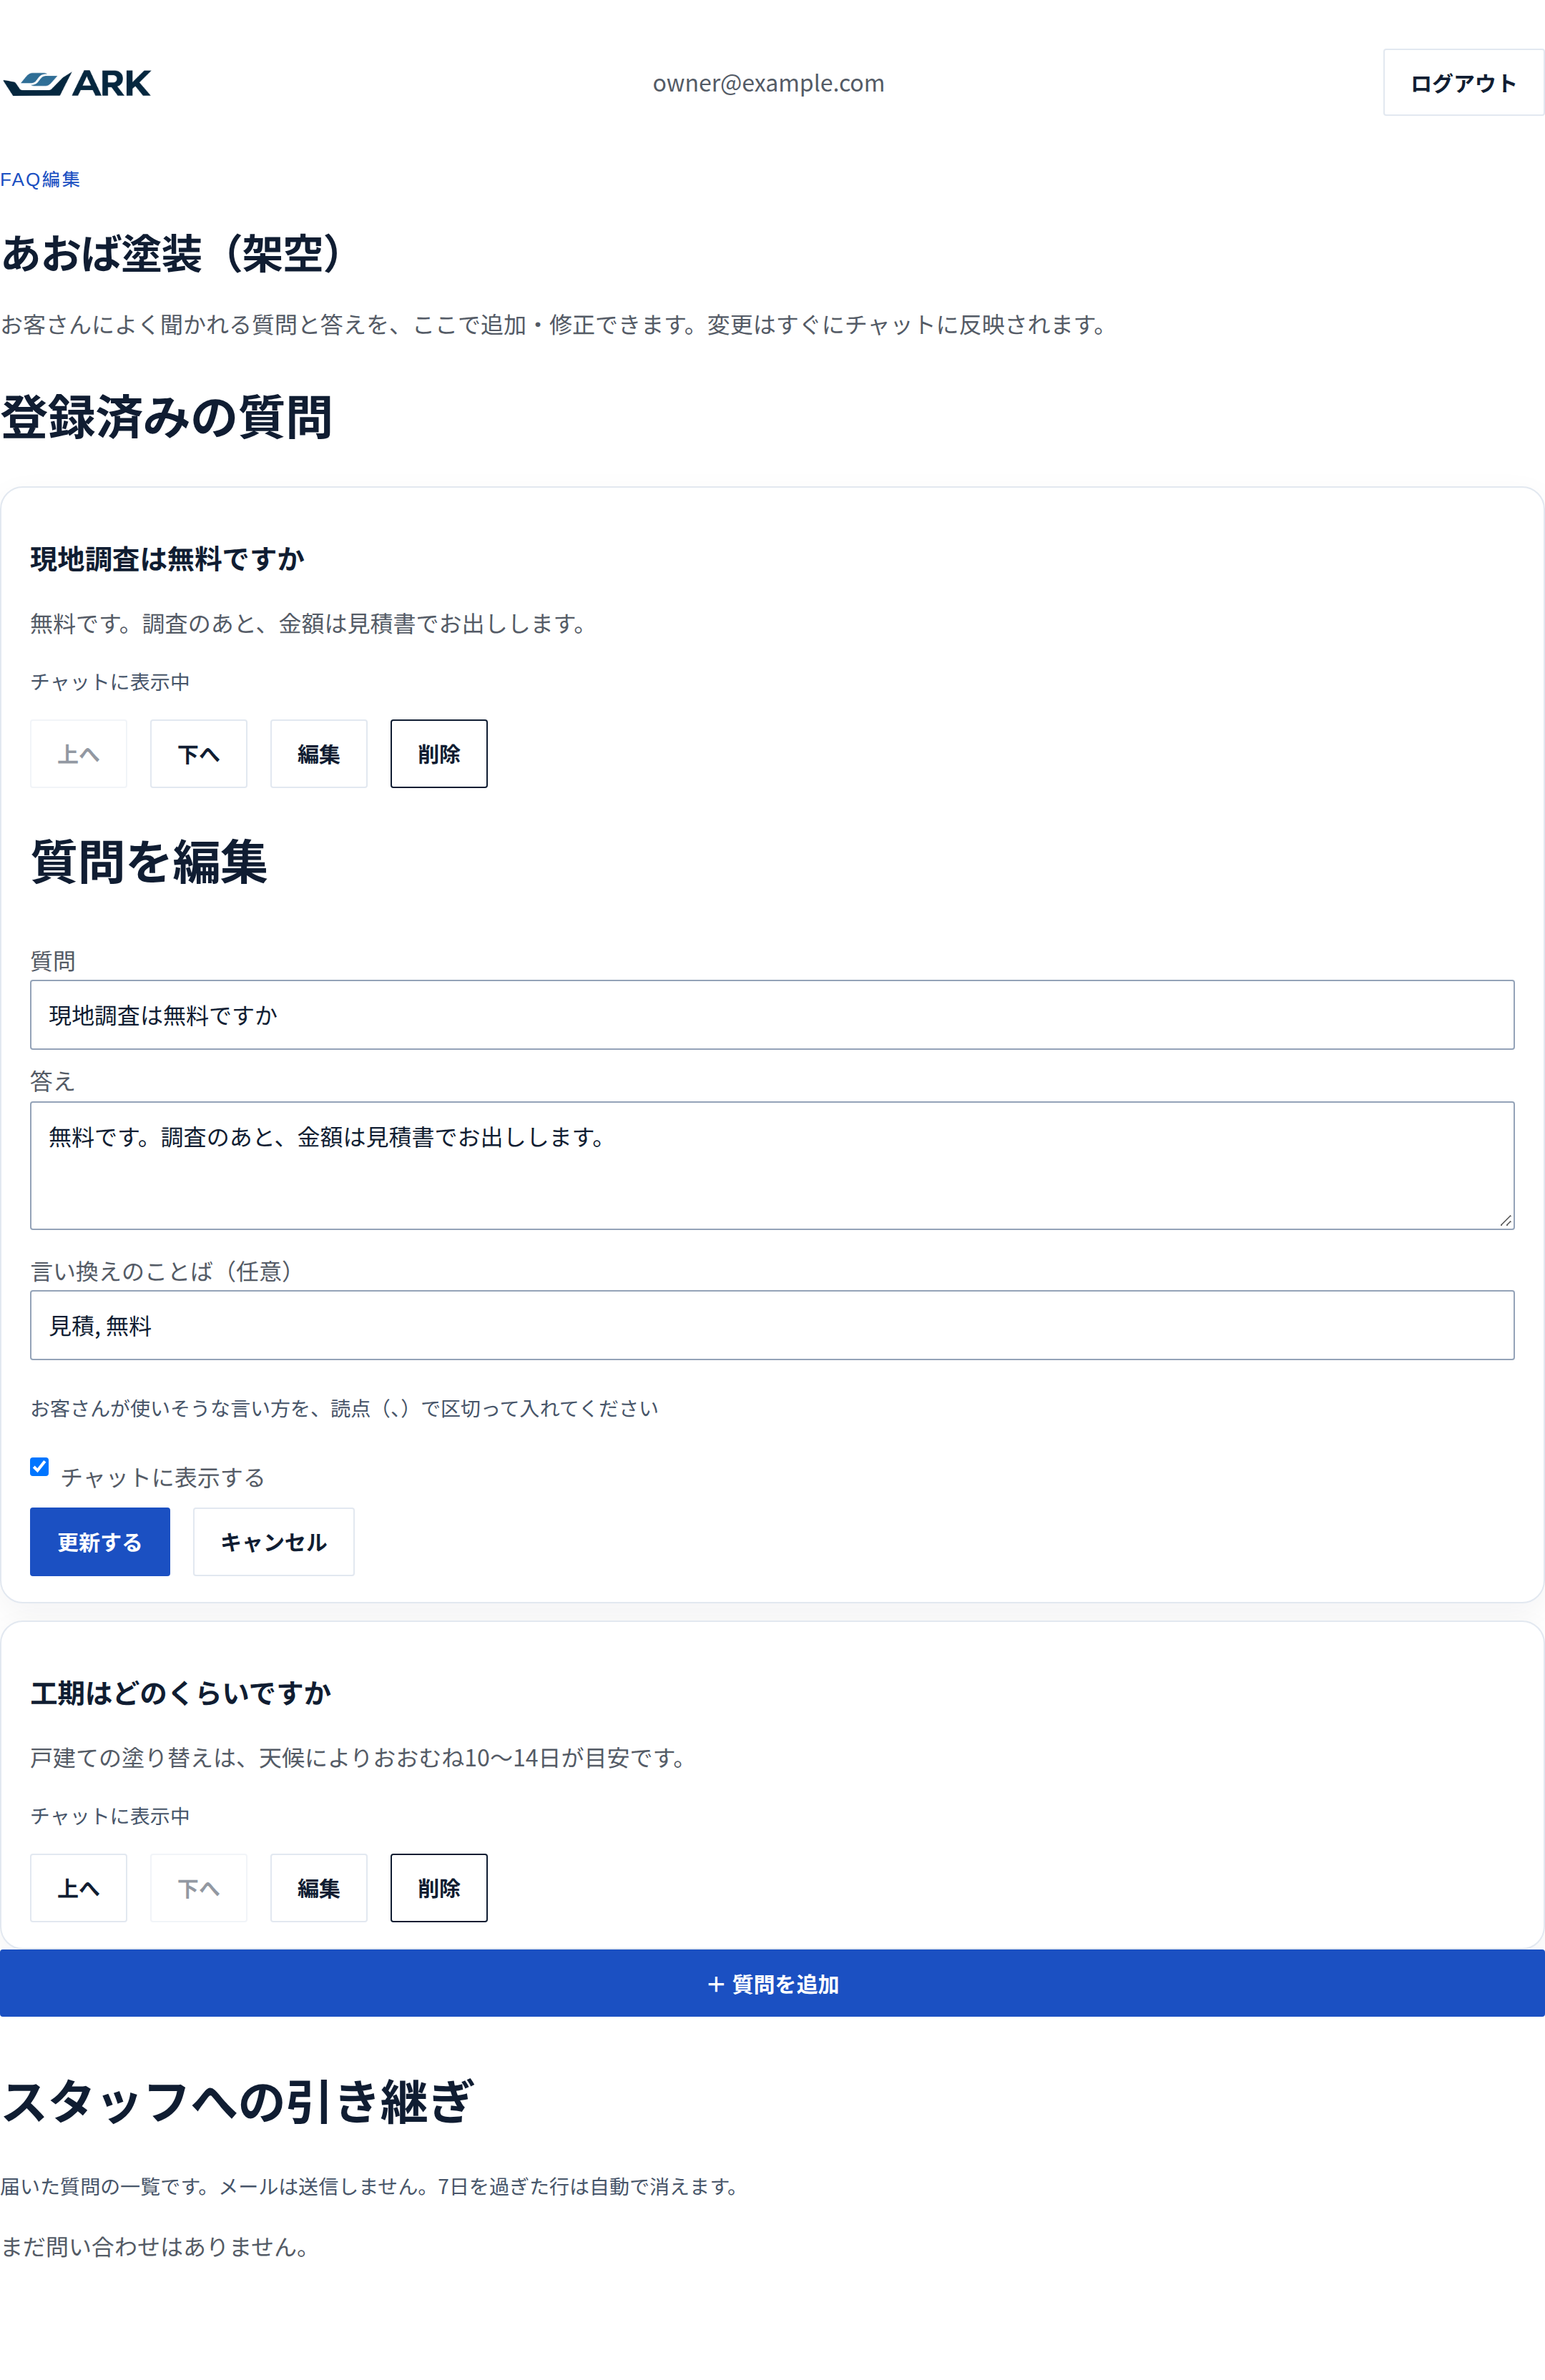 ARK
owner@example.com
ログアウト
FAQ編集
あおば塗装（架空）
お客さんによく聞かれる質問と答えを、ここで追加・修正できます。変更はすぐにチャットに反映されます。
登録済みの質問
現地調査は無料ですか
無料です。調査のあと、金額は見積書でお出しします。
チャットに表示中
上へ 下へ 編集 削除
質問を編集
質問
現地調査は無料ですか
答え
無料です。調査のあと、金額は見積書でお出しします。
言い換えのことば（任意）
見積, 無料
お客さんが使いそうな言い方を、読点（、）で区切って入れてください
チャットに表示する
更新する キャンセル
工期はどのくらいですか
戸建ての塗り替えは、天候によりおおむね10〜14日が目安です。
チャットに表示中
上へ 下へ 編集 削除
＋ 質問を追加
スタッフへの引き継ぎ
届いた質問の一覧です。メールは送信しません。7日を過ぎた行は自動で消えます。
まだ問い合わせはありません。